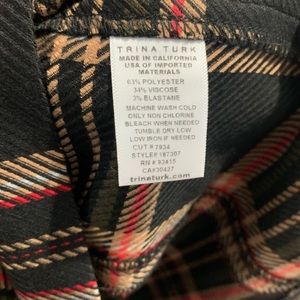 TRINA TURK
MADE IN CALIFORNIA
USA OF IMPORTED
MATERIALS
63% POLYESTER
34% VISCOSE
3% ELASTANE
MACHINE WASH COLD
ONLY NON CHLORINE
BLEACH WHEN NEEDED
TUMBLE DRY LOW
LOW IRON IF NEEDED
CUT # 7934
STYLE# 187307
RN # 93415
CA#30427
trinaturk.com